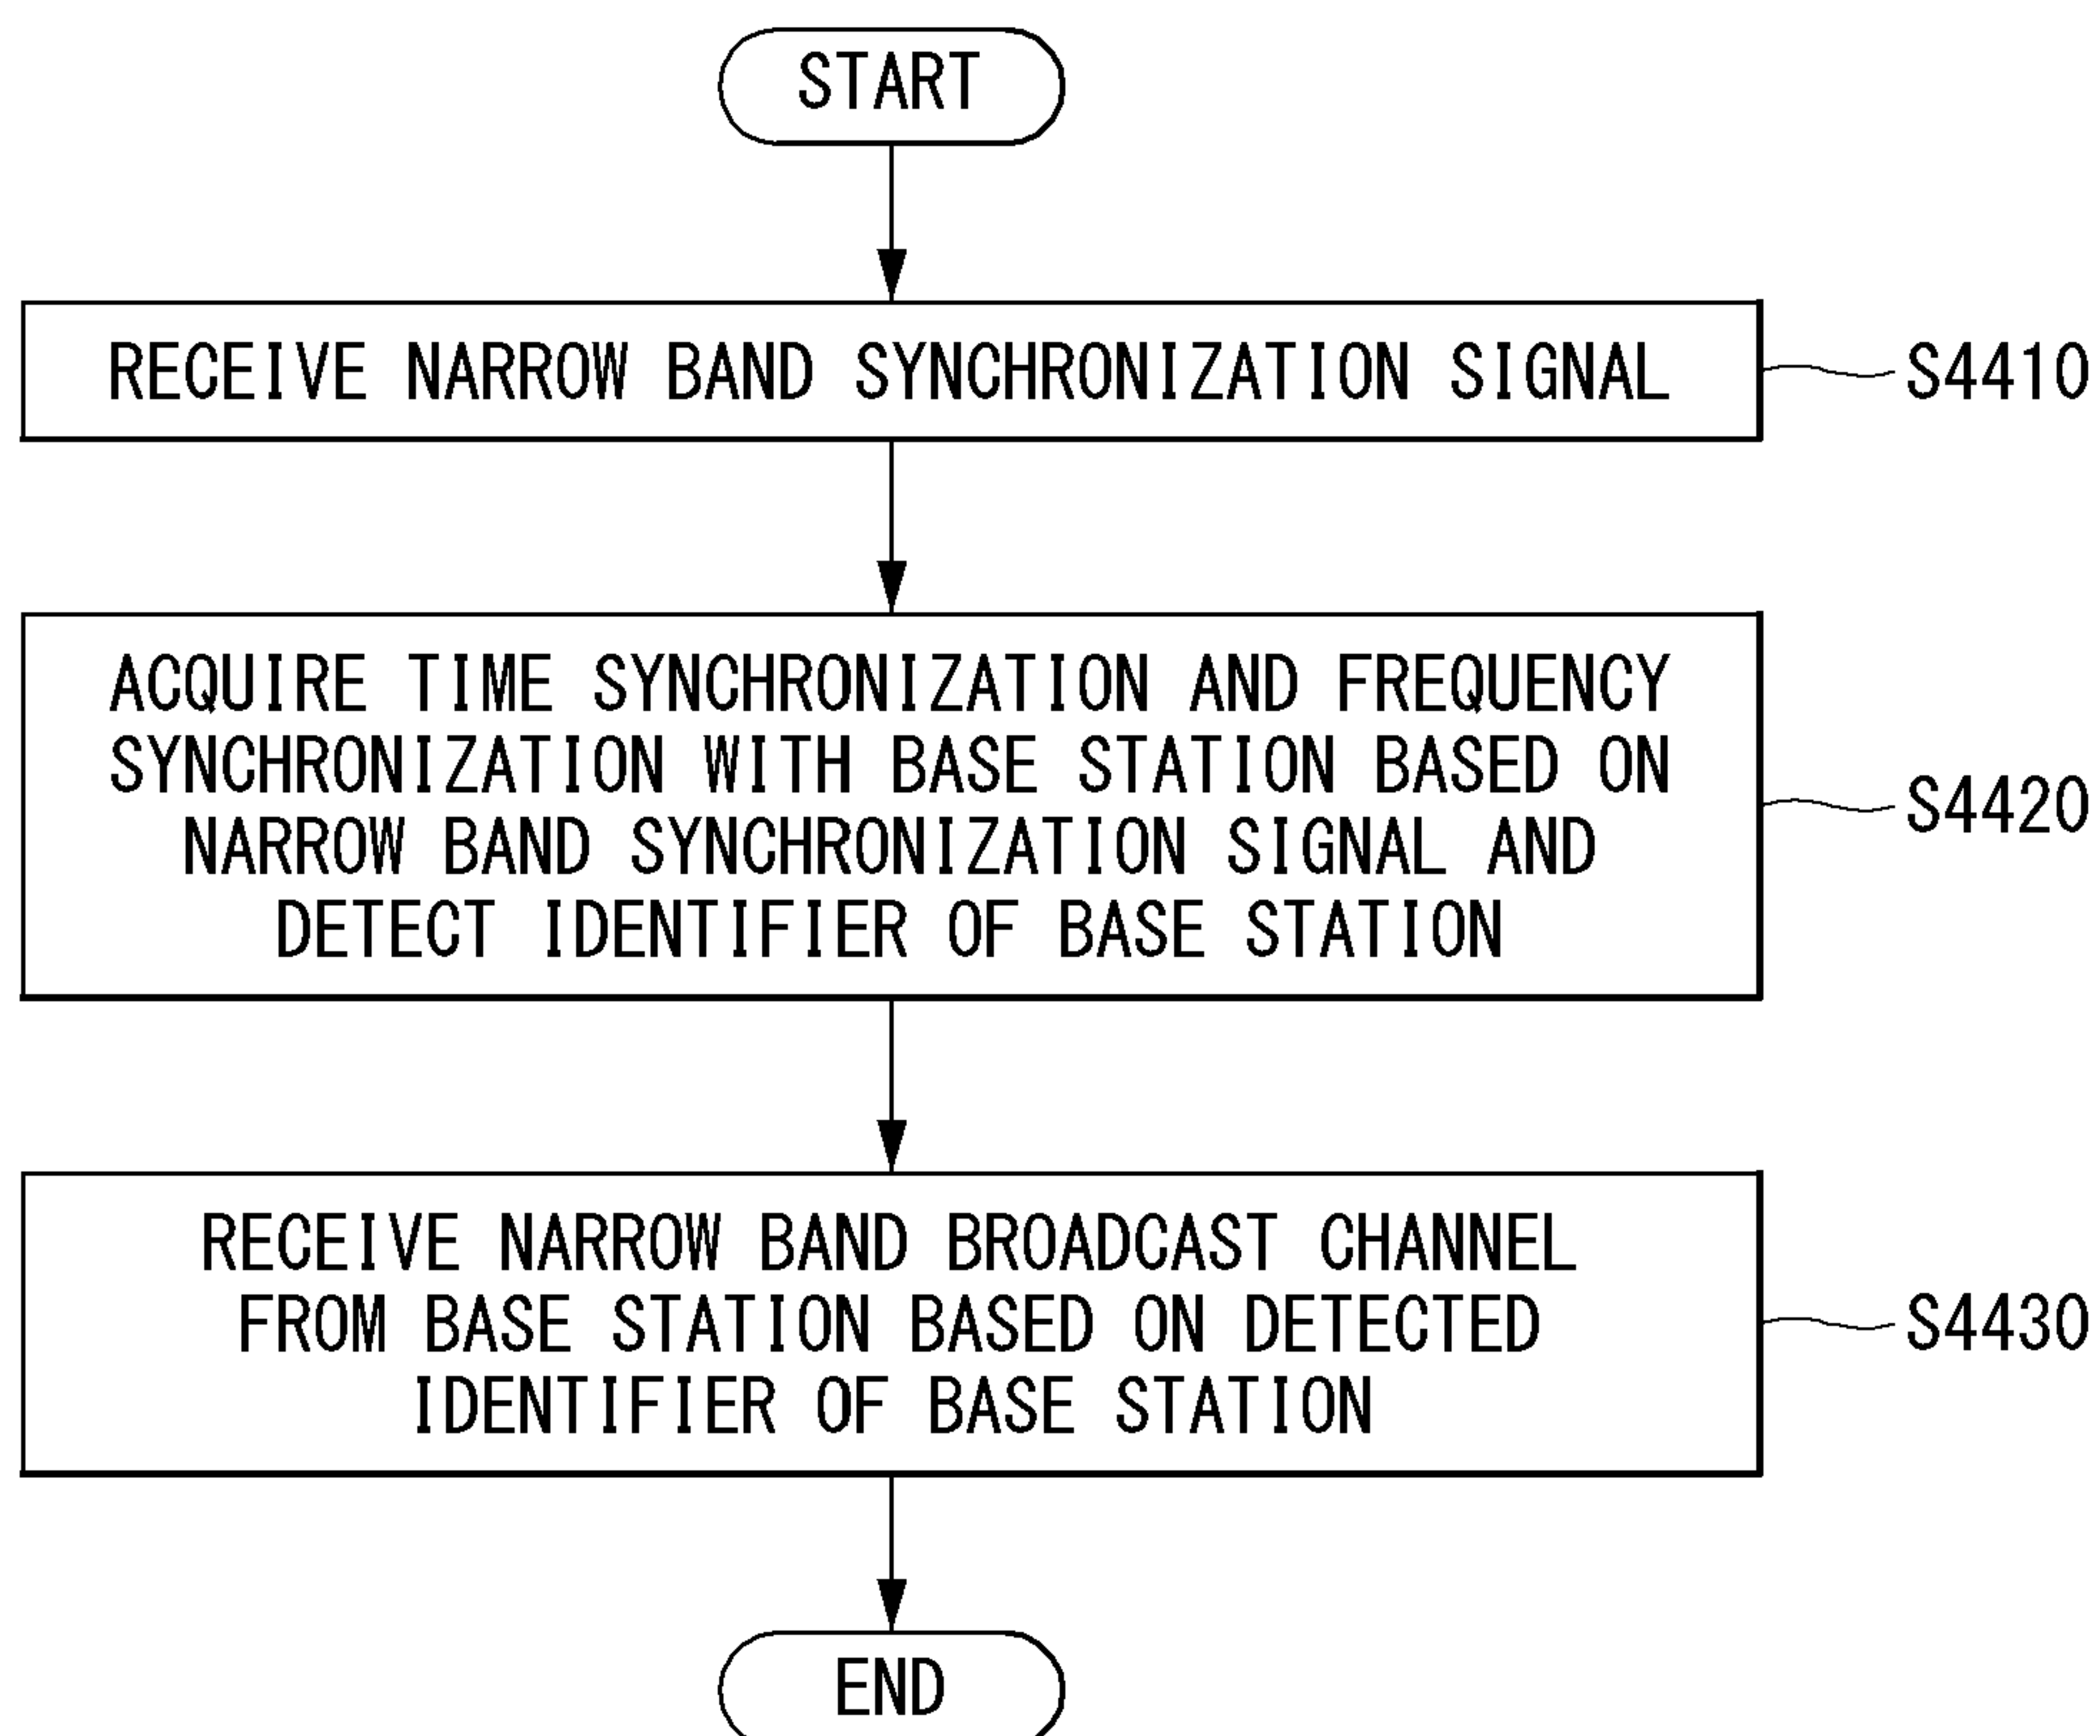 START
RECEIVE NARROW BAND SYNCHRONIZATION SIGNAL
S4410
ACQUIRE TIME SYNCHRONIZATION AND FREQUENCY
SYNCHRONIZATION WITH BASE STATION BASED ON
NARROW BAND SYNCHRONIZATION SIGNAL AND
DETECT IDENTIFIER OF BASE STATION
S4420
RECEIVE NARROW BAND BROADCAST CHANNEL
FROM BASE STATION BASED ON DETECTED
IDENTIFIER OF BASE STATION
S4430
END